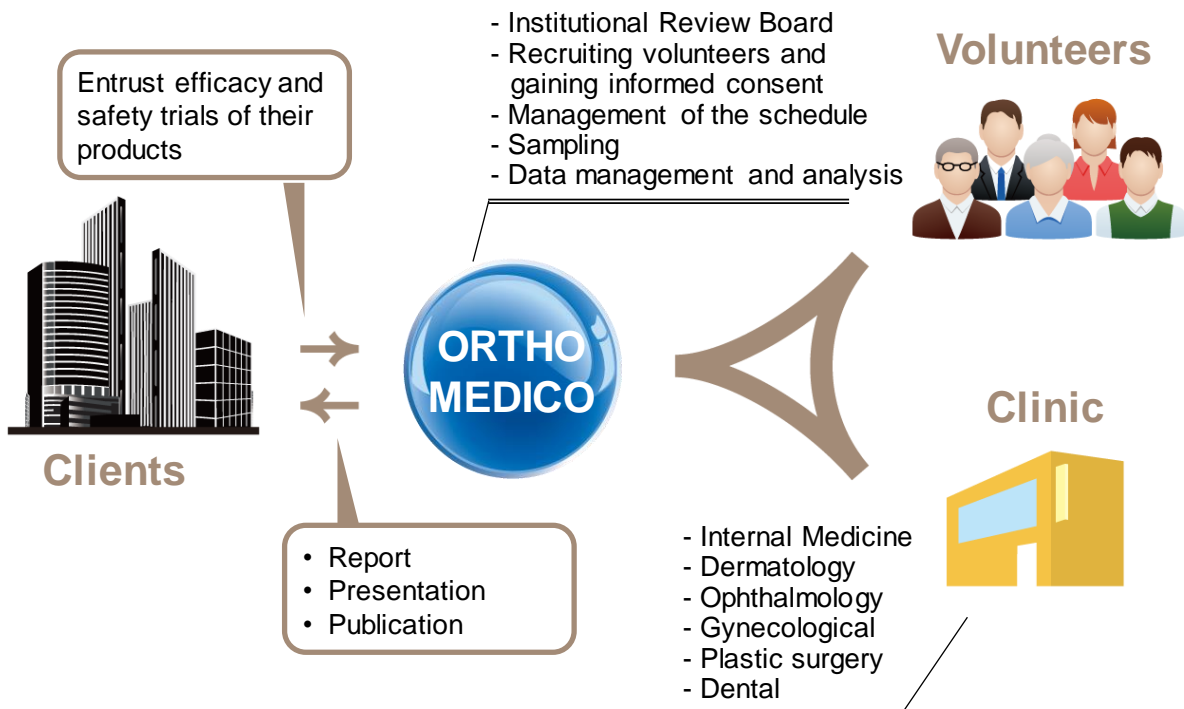 Entrust efficacy and
safety trials of their
products
- Institutional Review Board
- Recruiting volunteers and
gaining informed consent
- Management of the schedule
- Sampling
- Data management and analysis
Volunteers
ORTHO
MEDICO
Clients
Clinic
• Report
• Presentation
• Publication
- Internal Medicine
- Dermatology
- Ophthalmology
- Gynecological
- Plastic surgery
- Dental